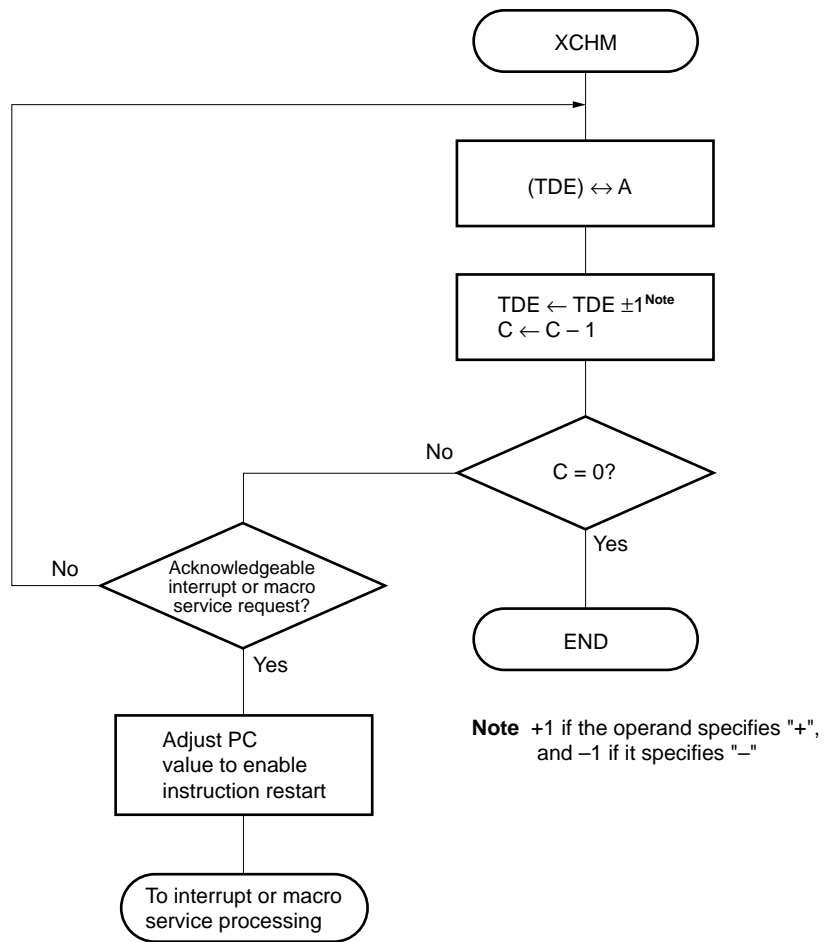 XCHM
(TDE) ↔ A
TDE ← TDE ±1Note
C ← C – 1
No
C = 0?
Yes
No
Acknowledgeable
interrupt or macro
service request?
Yes
END
Adjust PC
value to enable
instruction restart
Note +1 if the operand specifies "+",
and –1 if it specifies "–"
To interrupt or macro
service processing